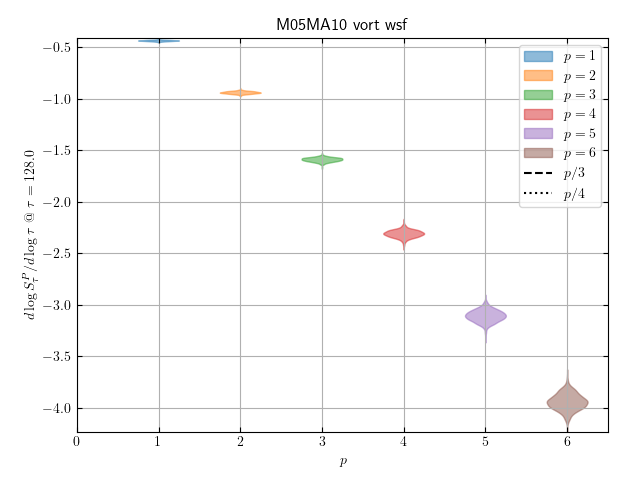 M05MA10 vort wsf
d log S_τ^P / d log τ @ τ = 128.0
−0.5
−1.0
−1.5
−2.0
−2.5
−3.0
−3.5
−4.0
p = 1
p = 2
p = 3
p = 4
p = 5
p = 6
p/3
p/4
0 1 2 3 4 5 6
p